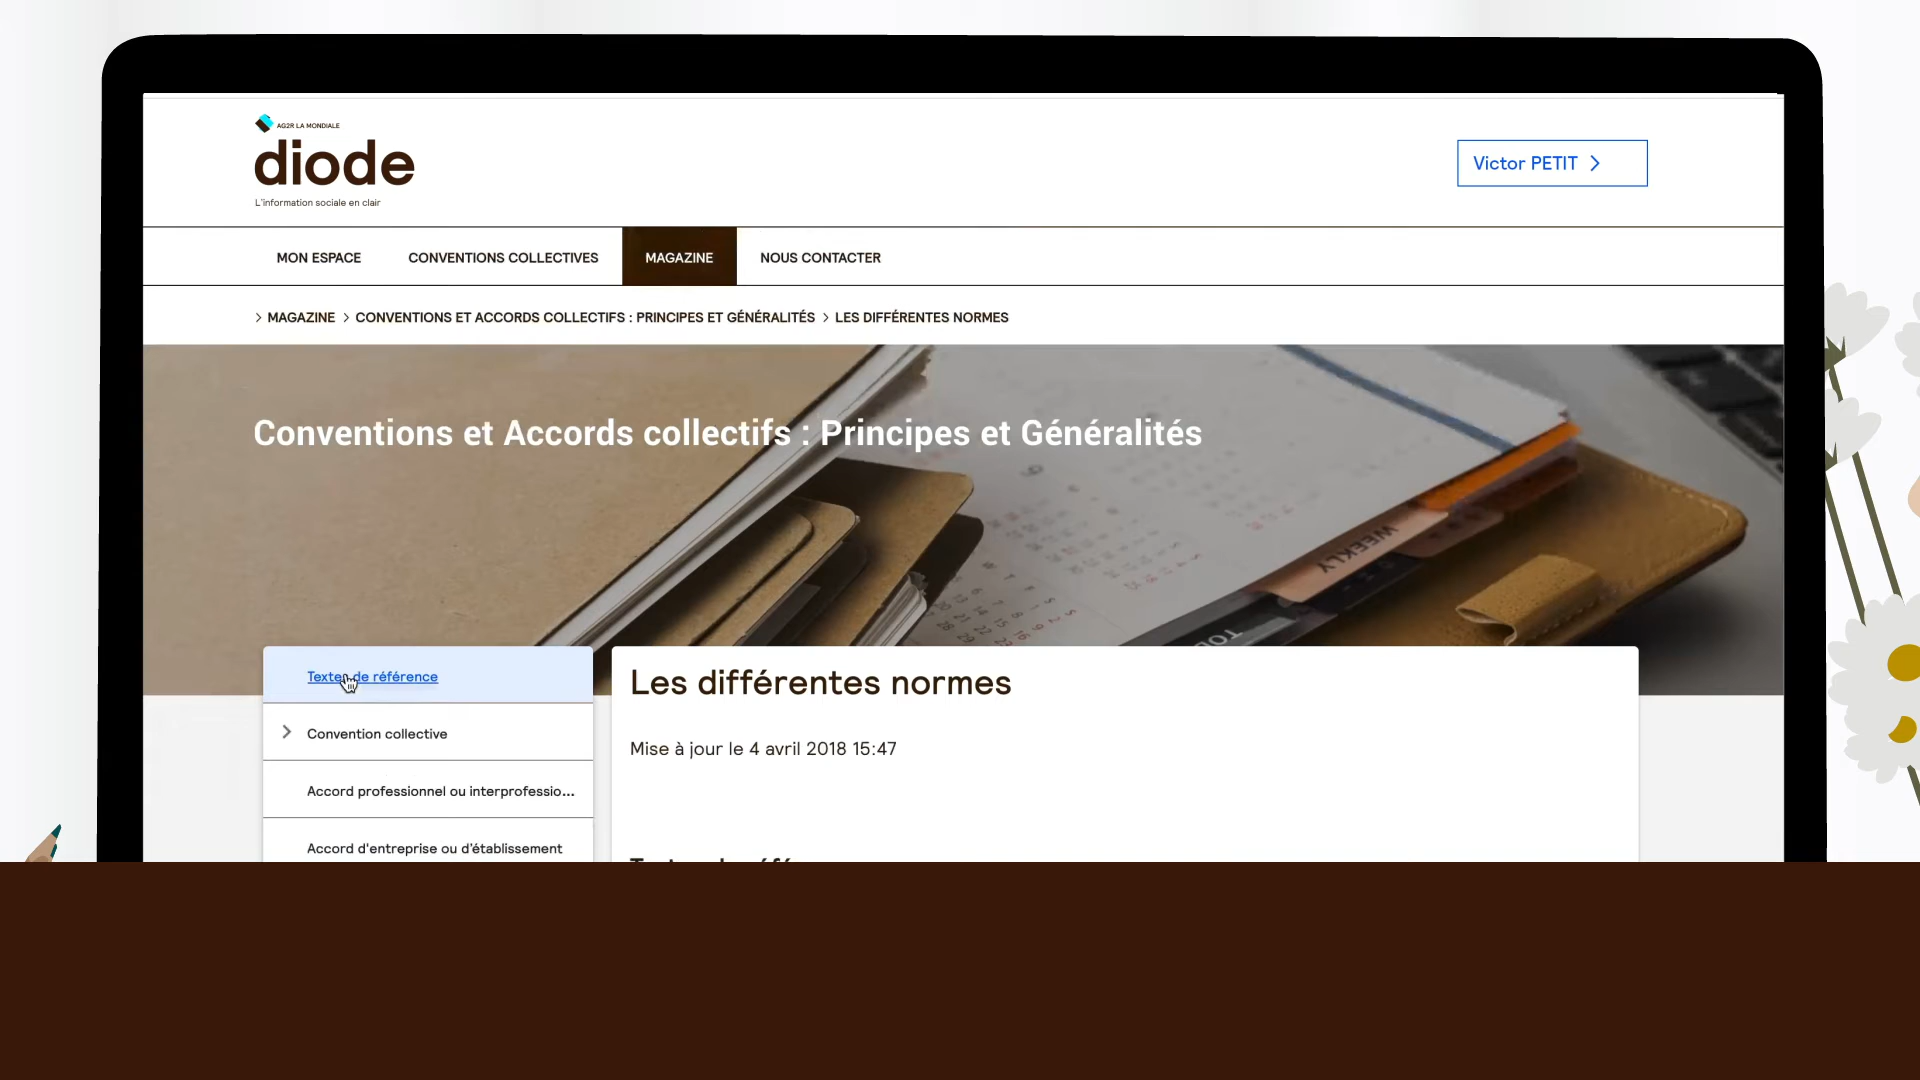 AG2R LA MONDIALE
diode
L'information sociale en clair
Victor PETIT
MON ESPACE
CONVENTIONS COLLECTIVES
MAGAZINE
NOUS CONTACTER
> MAGAZINE > CONVENTIONS ET ACCORDS COLLECTIFS : PRINCIPES ET GÉNÉRALITÉS > LES DIFFÉRENTES NORMES
Conventions et Accords collectifs : Principes et Généralités
WEEKLY
Textes de référence
Convention collective
Accord professionnel ou interprofessio...
Accord d'entreprise ou d'établissement
Les différentes normes
Mise à jour le 4 avril 2018 15:47